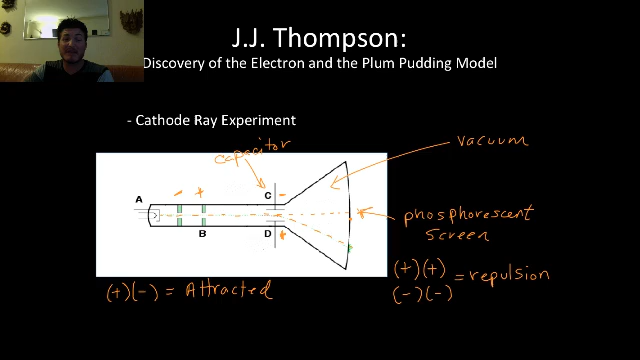 J.J. Thompson:
Discovery of the Electron and the Plum Pudding Model
- Cathode Ray Experiment
vacuum
capacitor
A
- +
C -
B
D +
phosphorescent
screen
(+)(-) = Attracted
(+)(+)
(-)(-) = repulsion